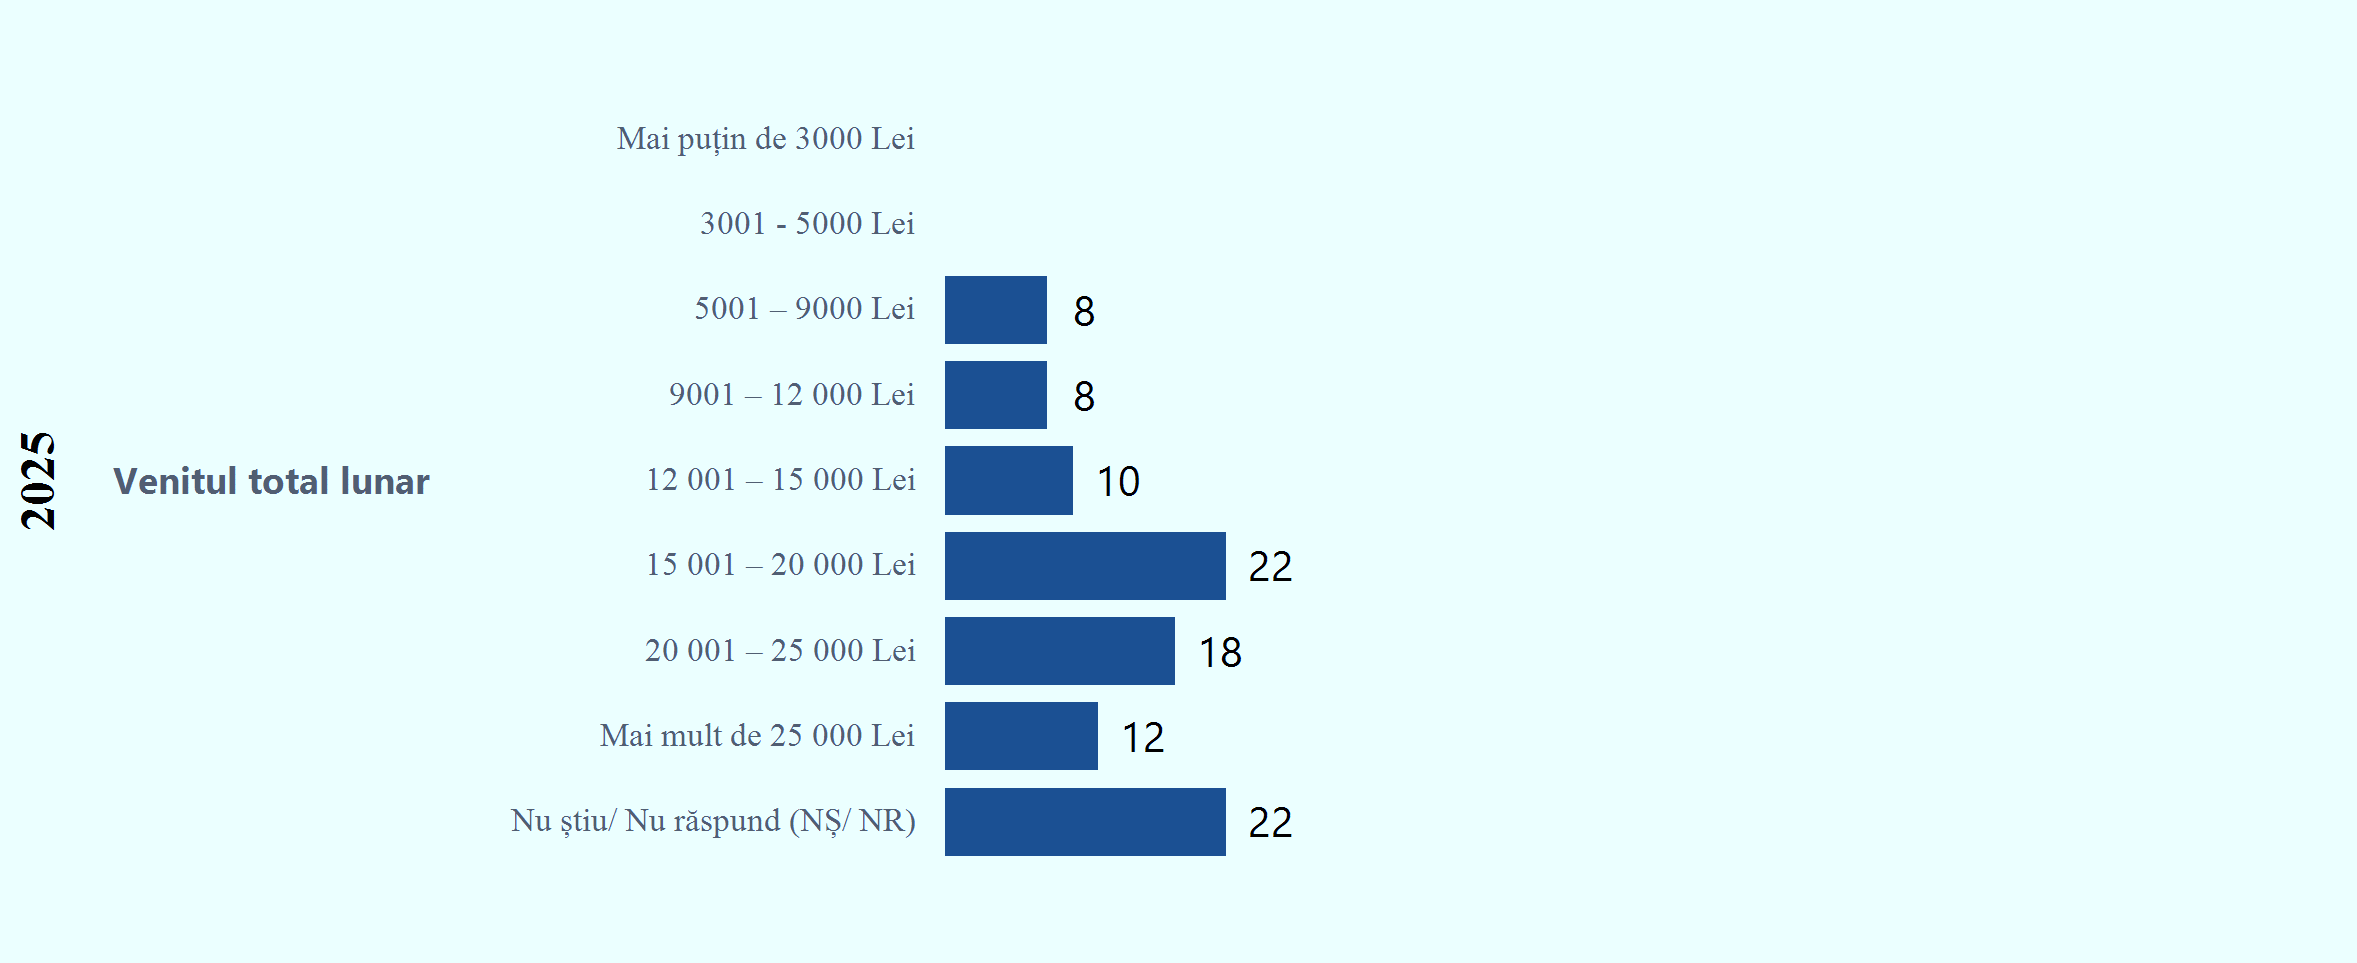 2025
Venitul total lunar
Mai puțin de 3000 Lei
3001 - 5000 Lei
5001 – 9000 Lei 8
9001 – 12 000 Lei 8
12 001 – 15 000 Lei 10
15 001 – 20 000 Lei 22
20 001 – 25 000 Lei 18
Mai mult de 25 000 Lei 12
Nu știu/ Nu răspund (NȘ/ NR) 22